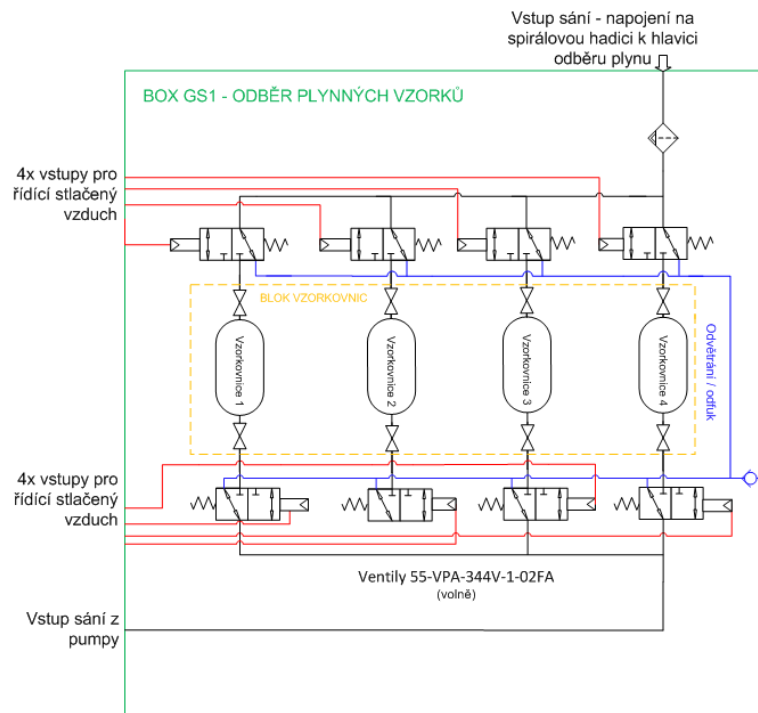 Vstup sání - napojení na
spirálovou hadici k hlavici
odběru plynu
BOX GS1 - ODBĚR PLYNNÝCH VZORKŮ
4x vstupy pro
řídící stlačený
vzduch
BLOK VZORKOVNIC
Vzorkovnice 1
Vzorkovnice 2
Vzorkovnice 3
Vzorkovnice 4
Odvětrání / odfuk
4x vstupy pro
řídící stlačený
vzduch
Ventily 55-VPA-344V-1-02FA
(volně)
Vstup sání z
pumpy